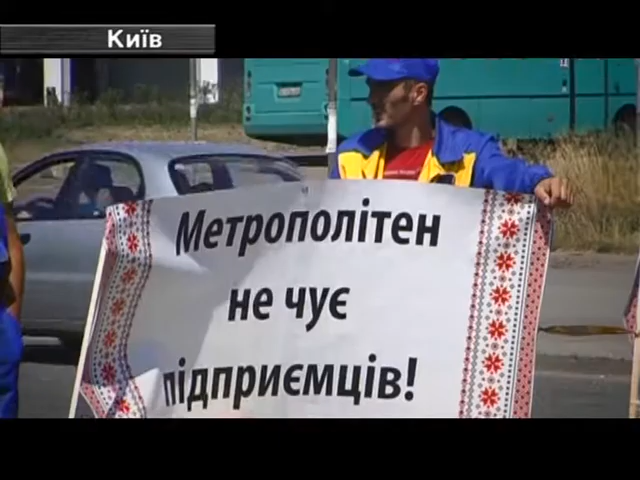 Київ
Метрополітен
не чує
підприємців!